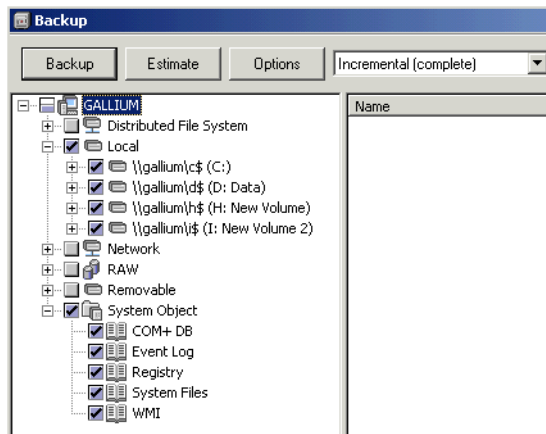 Backup
Backup Estimate Options Incremental (complete)
GALLIUM
Name
Distributed File System
Local
\\gallium\c$ (C:)
\\gallium\d$ (D: Data)
\\gallium\h$ (H: New Volume)
\\gallium\i$ (I: New Volume 2)
Network
RAW
Removable
System Object
COM+ DB
Event Log
Registry
System Files
WMI